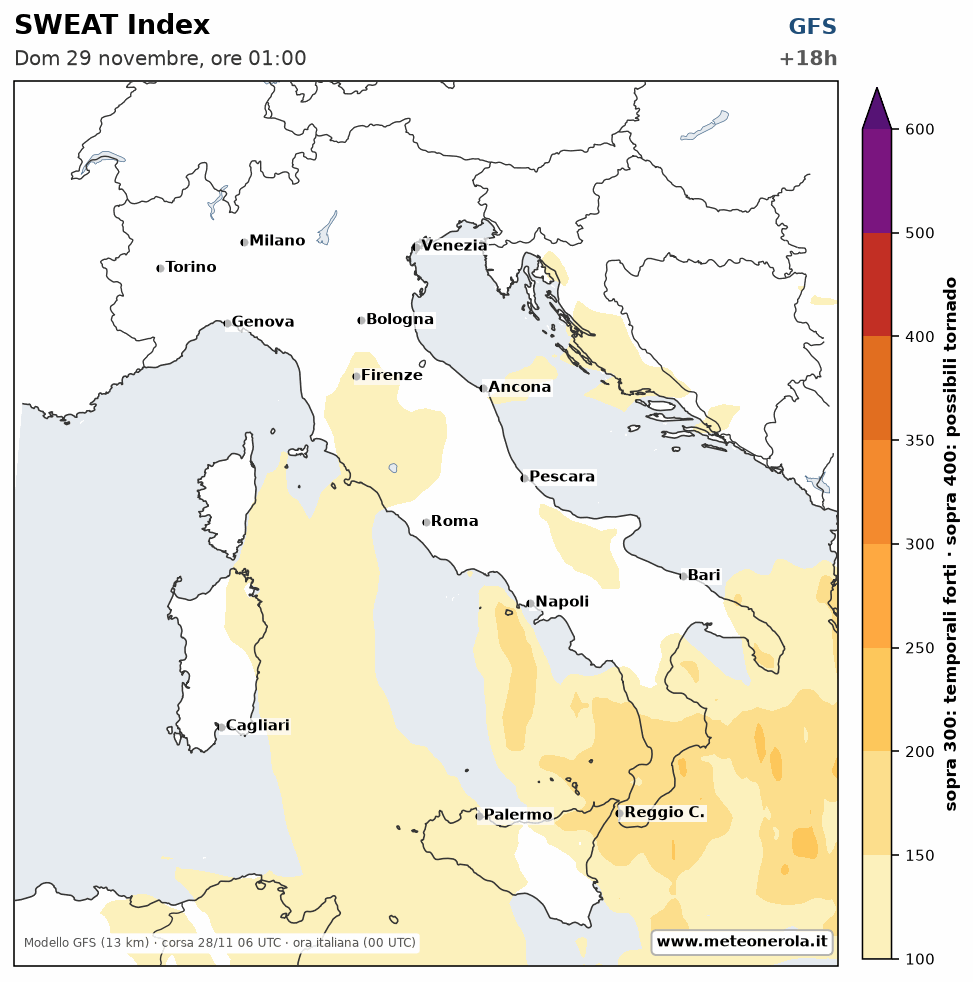 SWEAT Index
GFS
Dom 29 novembre, ore 01:00
+18h
Milano
Venezia
Torino
Genova
Bologna
Firenze
Ancona
Pescara
Roma
Bari
Napoli
Cagliari
Palermo
Reggio C.
600
500
400
350
300
250
200
150
100
sopra 300: temporali forti · sopra 400: possibili tornado
Modello GFS (13 km) · corsa 28/11 06 UTC · ora italiana (00 UTC)
www.meteonerola.it